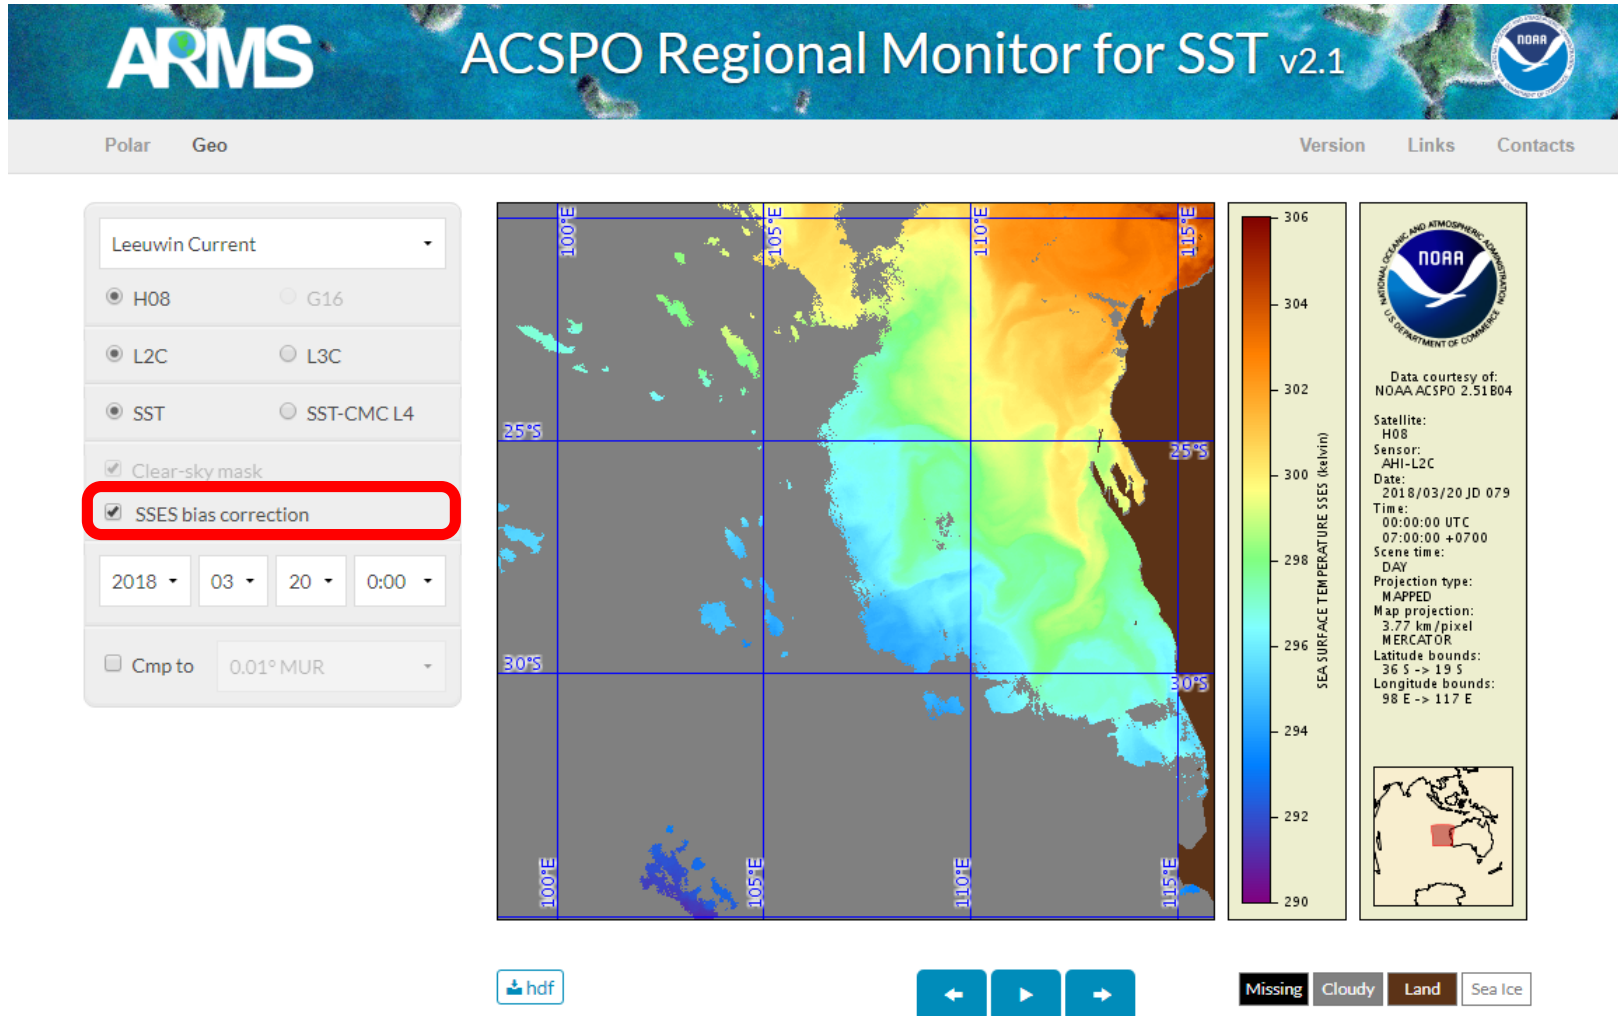 ARMS
ACSPO Regional Monitor for SST v2.1
NOAA
Polar Geo Version Links Contacts
Leeuwin Current
H08 G16
L2C L3C
SST SST-CMC L4
Clear-sky mask
SSES bias correction
2018 03 20 0:00
Cmp to 0.01° MUR
100°E 105°E 110°E 115°E
25°S 25°S
30°S 30°S
100°E 105°E 110°E 115°E
306
304
302
300
298
296
294
292
290
SEA SURFACE TEMPERATURE SSES (kelvin)
NATIONAL OCEANIC AND ATMOSPHERIC ADMINISTRATION
NOAA
U.S. DEPARTMENT OF COMMERCE
Data courtesy of:
NOAA ACSPO 2.51B04
Satellite:
H08
Sensor:
AHI-L2C
Date:
2018/03/20 JD 079
Time:
00:00:00 UTC
07:00:00 +0700
Scene time:
DAY
Projection type:
MAPPED
Map projection:
3.77 km/pixel
MERCATOR
Latitude bounds:
36 S -> 19 S
Longitude bounds:
98 E -> 117 E
hdf
Missing Cloudy Land Sea Ice